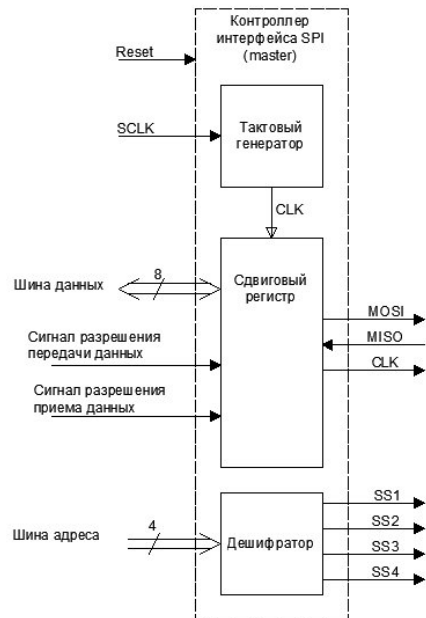 Контроллер
интерфейса SPI
(master)
Reset
SCLK
Тактовый
генератор
CLK
Шина данных
8
Сдвиговый
регистр
MOSI
MISO
CLK
Сигнал разрешения
передачи данных
Сигнал разрешения
приема данных
Шина адреса
4
Дешифратор
SS1
SS2
SS3
SS4